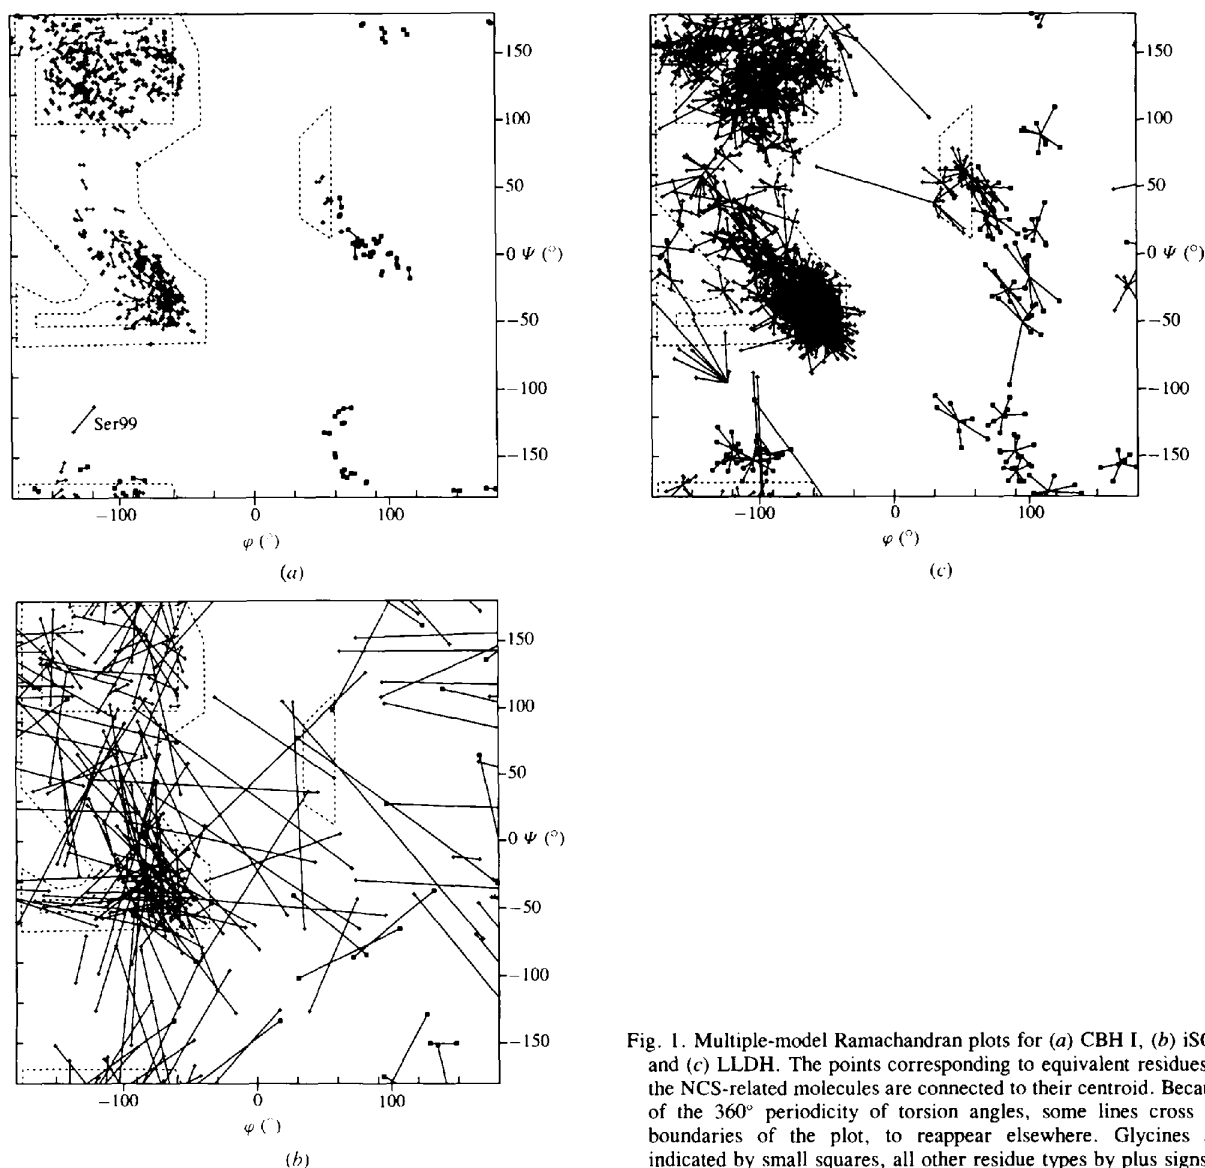 150
100
50
0 Ψ (°)
−50
−100
−150
Ser99
−100
0
100
φ (°)
(a)
150
100
50
0 Ψ (°)
−50
−100
−150
−100
0
100
φ (°)
(c)
150
100
50
0 Ψ (°)
−50
−100
−150
−100
0
100
φ (°)
(b)
Fig. 1. Multiple-model Ramachandran plots for (a) CBH I, (b)
and (c) LLDH. The points corresponding to equivalent residues
the NCS-related molecules are connected to their centroid.
of the 360° periodicity of torsion angles, some lines cross
boundaries of the plot, to reappear elsewhere. Glycines
indicated by small squares, all other residue types by plus signs